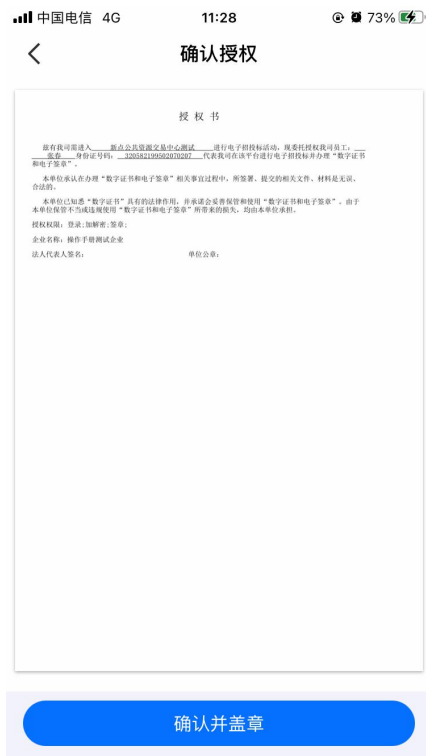 中国电信 4G 11:28 73%
确认授权
授 权 书
兹有我司需进入 新点公共资源交易中心测试 进行电子招投标活动，现委托授权我司员工：
张春 身份证号码： 320582199502070207 代表我司在该平台进行电子招投标并办理“数字证书
和电子签章”。
本单位承认在办理“数字证书和电子签章”相关事宜过程中，所签署、提交的相关文件、材料是无误、
合法的。
本单位已知悉“数字证书”具有的法律作用，并承诺会妥善保管和使用“数字证书和电子签章”。由于
本单位保管不当或违规使用“数字证书和电子签章”所带来的损失，均由本单位承担。
授权权限：登录;加解密;签章;
企业名称：操作手册测试企业
法人代表人签名： 单位公章：
确认并盖章